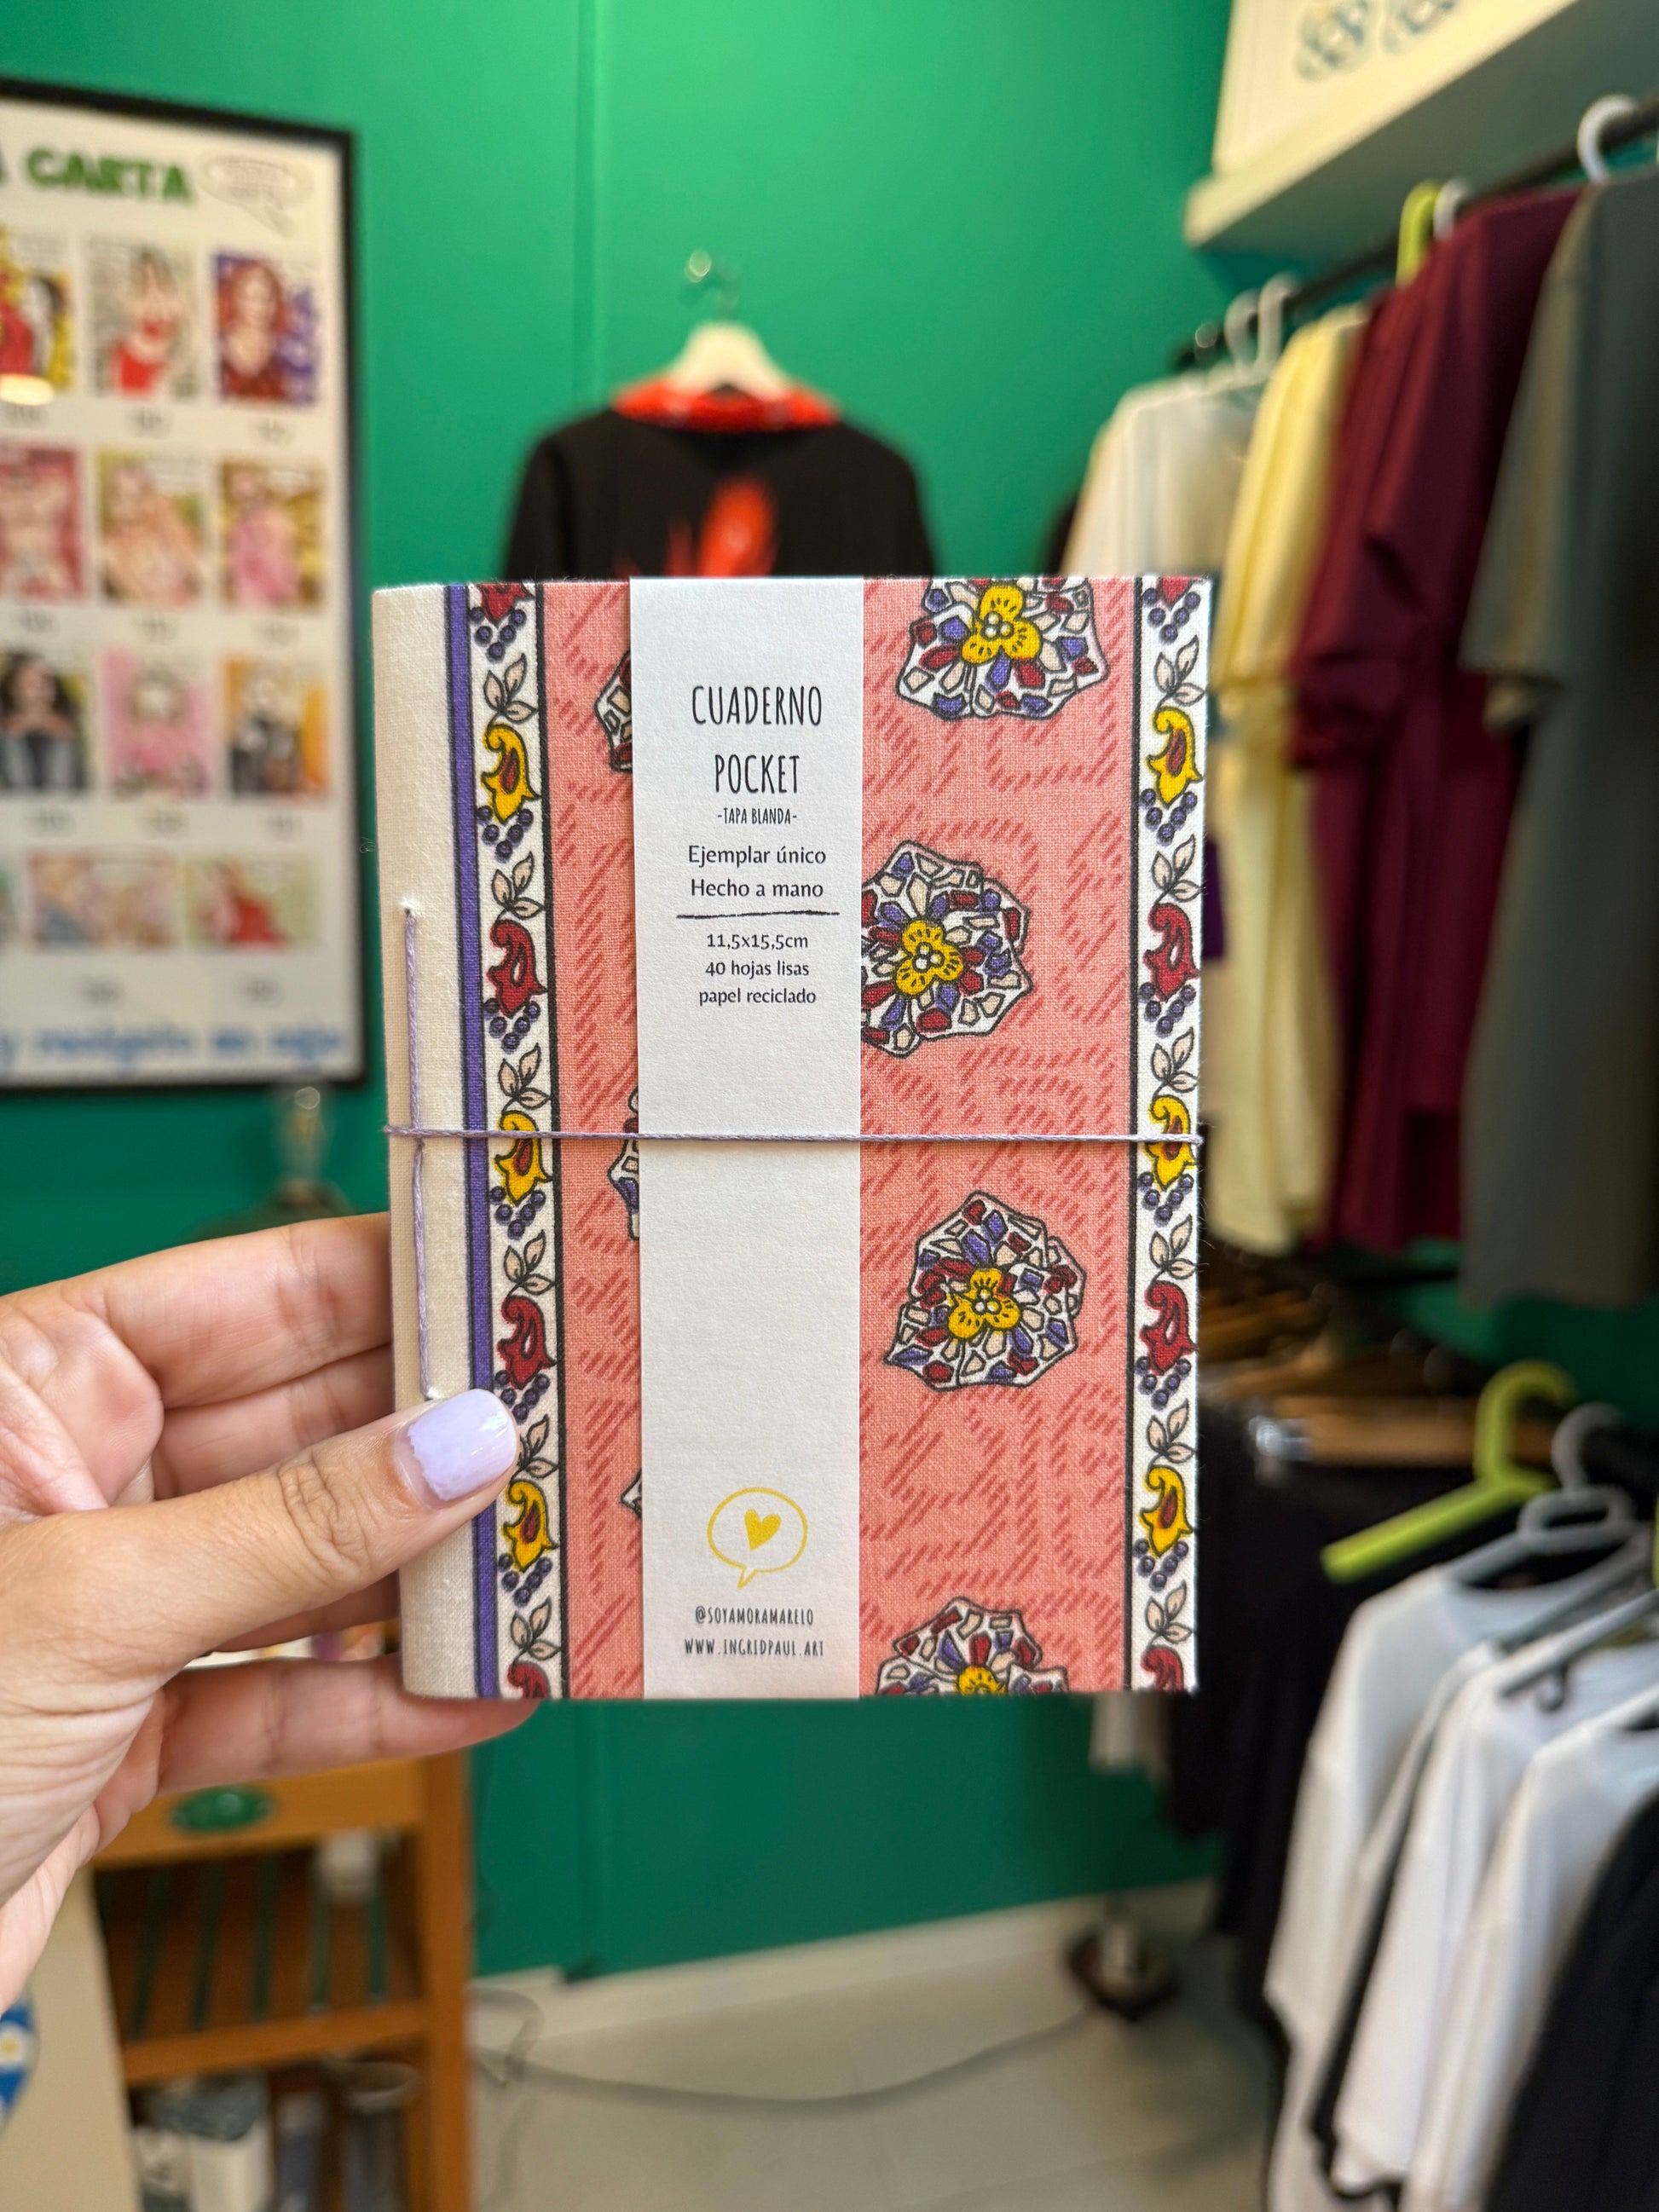 CARTA
CUADERNO
POCKET
-TAPA BLANDA-
Ejemplar único
Hecho a mano
11,5x15,5cm
40 hojas lisas
papel reciclado
@SOYAMORAMARELO
WWW.INGRIDPAUL.ART